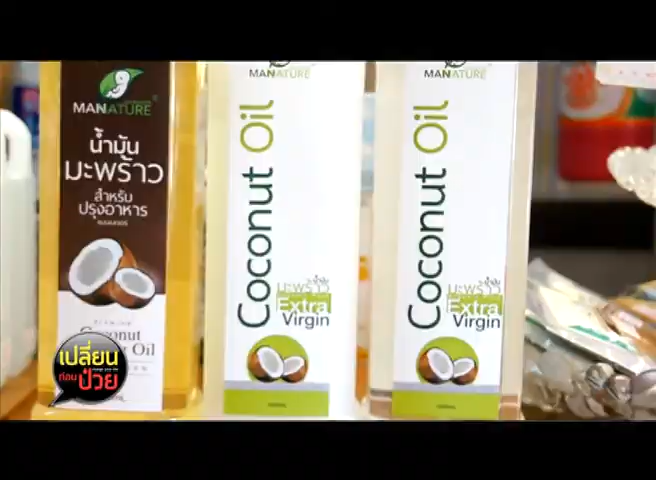 MANATURE
น้ำมัน
มะพร้าว
สำหรับ
ปรุงอาหาร
Coconut
Oil
MANATURE
Coconut Oil
น้ำมัน
มะพร้าว
Extra
Virgin
MANATURE
Coconut Oil
น้ำมัน
มะพร้าว
Extra
Virgin
เปลี่ยน
ก่อน ป่วย